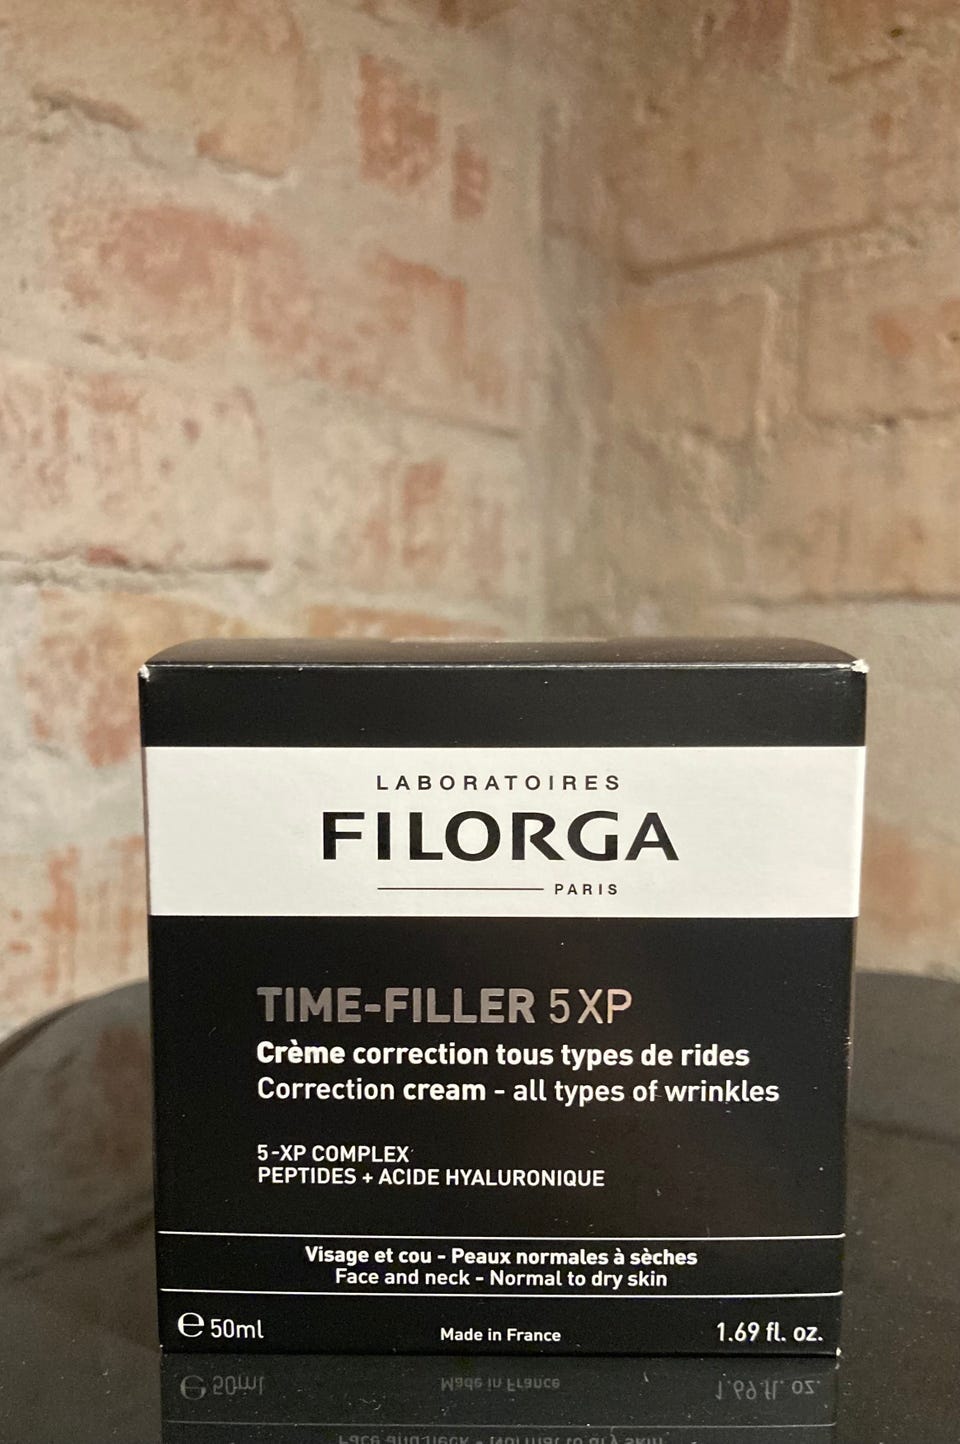 LABORATOIRES
FILORGA
PARIS
TIME-FILLER 5 XP
Crème correction tous types de rides
Correction cream - all types of wrinkles
5-XP COMPLEX
PEPTIDES + ACIDE HYALURONIQUE
Visage et cou - Peaux normales à sèches
Face and neck - Normal to dry skin
℮ 50ml Made in France 1.69 fl. oz.